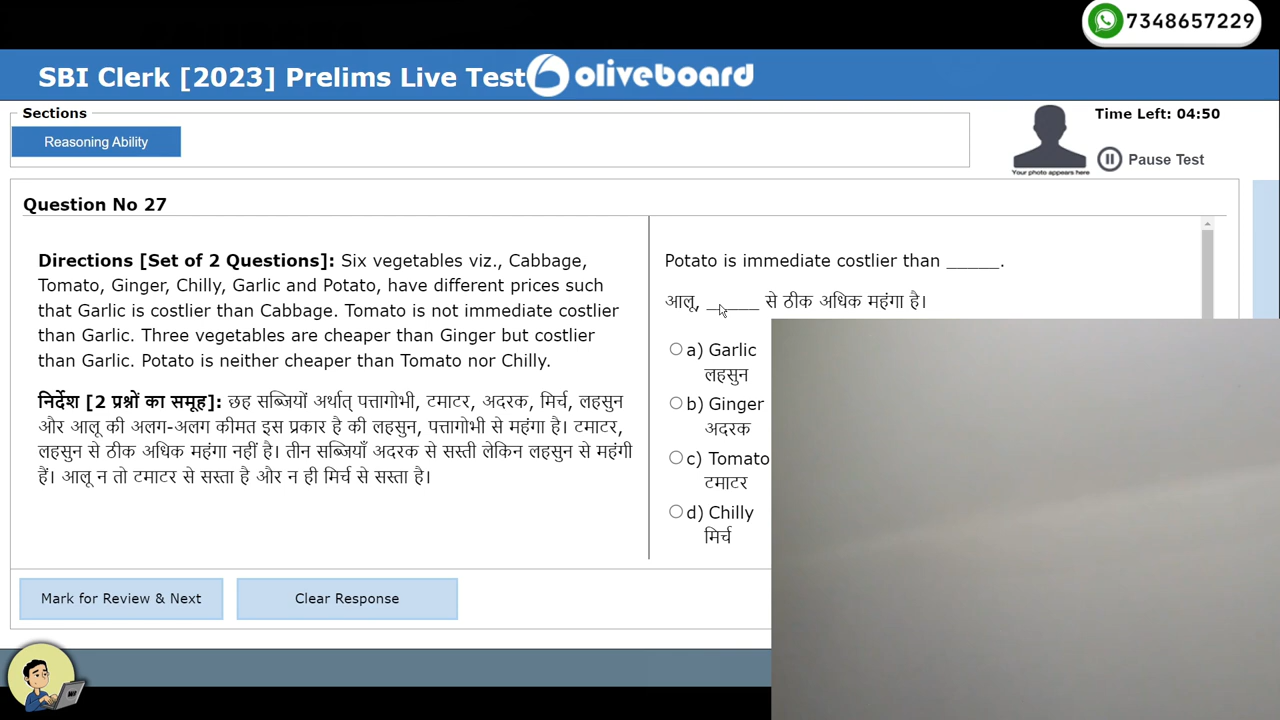 7348657229
SBI Clerk [2023] Prelims Live Test oliveboard
Sections
Reasoning Ability
Time Left: 04:50
Pause Test
Your photo appears here
Question No 27
Directions [Set of 2 Questions]: Six vegetables viz., Cabbage,
Tomato, Ginger, Chilly, Garlic and Potato, have different prices such
that Garlic is costlier than Cabbage. Tomato is not immediate costlier
than Garlic. Three vegetables are cheaper than Ginger but costlier
than Garlic. Potato is neither cheaper than Tomato nor Chilly.
निर्देश [2 प्रश्नों का समूह]: छह सब्जियों अर्थात् पत्तागोभी, टमाटर, अदरक, मिर्च, लहसुन
और आलू की अलग-अलग कीमत इस प्रकार है की लहसुन, पत्तागोभी से महंगा है। टमाटर,
लहसुन से ठीक अधिक महंगा नहीं है। तीन सब्जियाँ अदरक से सस्ती लेकिन लहसुन से महंगी
हैं। आलू न तो टमाटर से सस्ता है और न ही मिर्च से सस्ता है।
Potato is immediate costlier than _____.
आलू, _____ से ठीक अधिक महंगा है।
a) Garlic
लहसुन
b) Ginger
अदरक
c) Tomato
टमाटर
d) Chilly
मिर्च
Mark for Review & Next
Clear Response